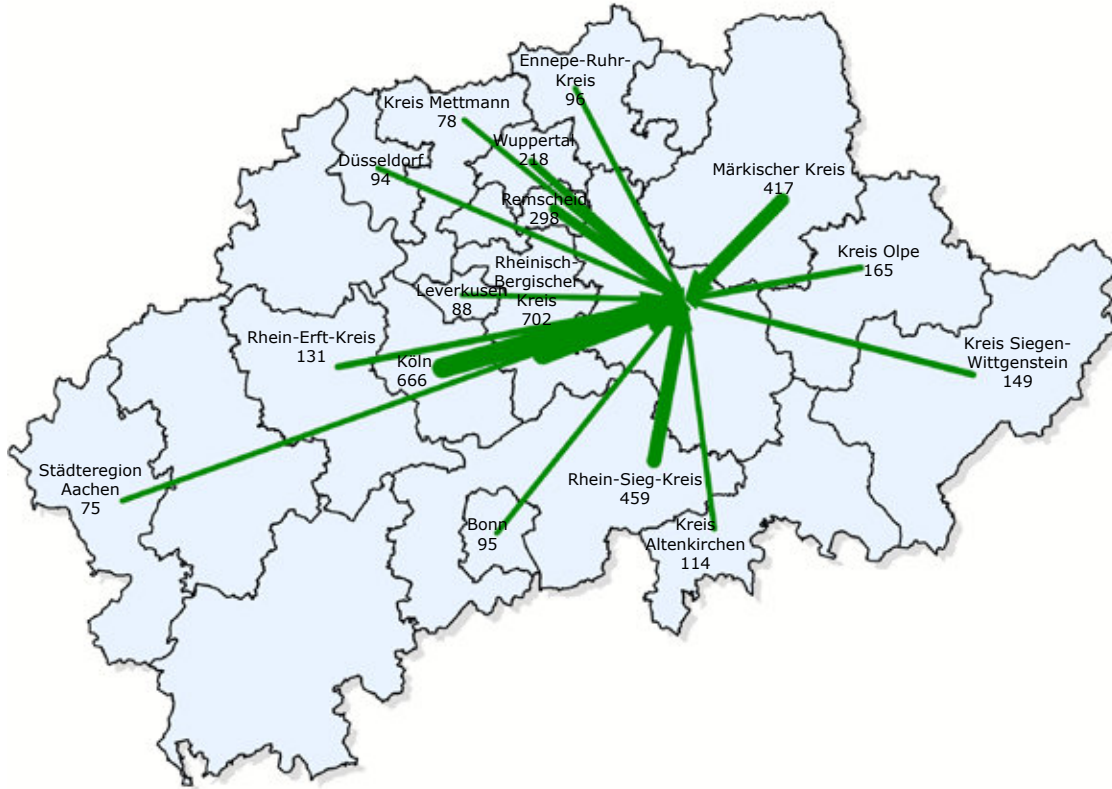 Ennepe-Ruhr-
Kreis
96
Kreis Mettmann
78
Wuppertal
218
Düsseldorf
94
Märkischer Kreis
417
Remscheid
298
Kreis Olpe
165
Rheinisch-
Bergischer
Kreis
702
Leverkusen
88
Rhein-Erft-Kreis
131
Köln
666
Kreis Siegen-
Wittgenstein
149
Städteregion
Aachen
75
Rhein-Sieg-Kreis
459
Bonn
95
Kreis
Altenkirchen
114